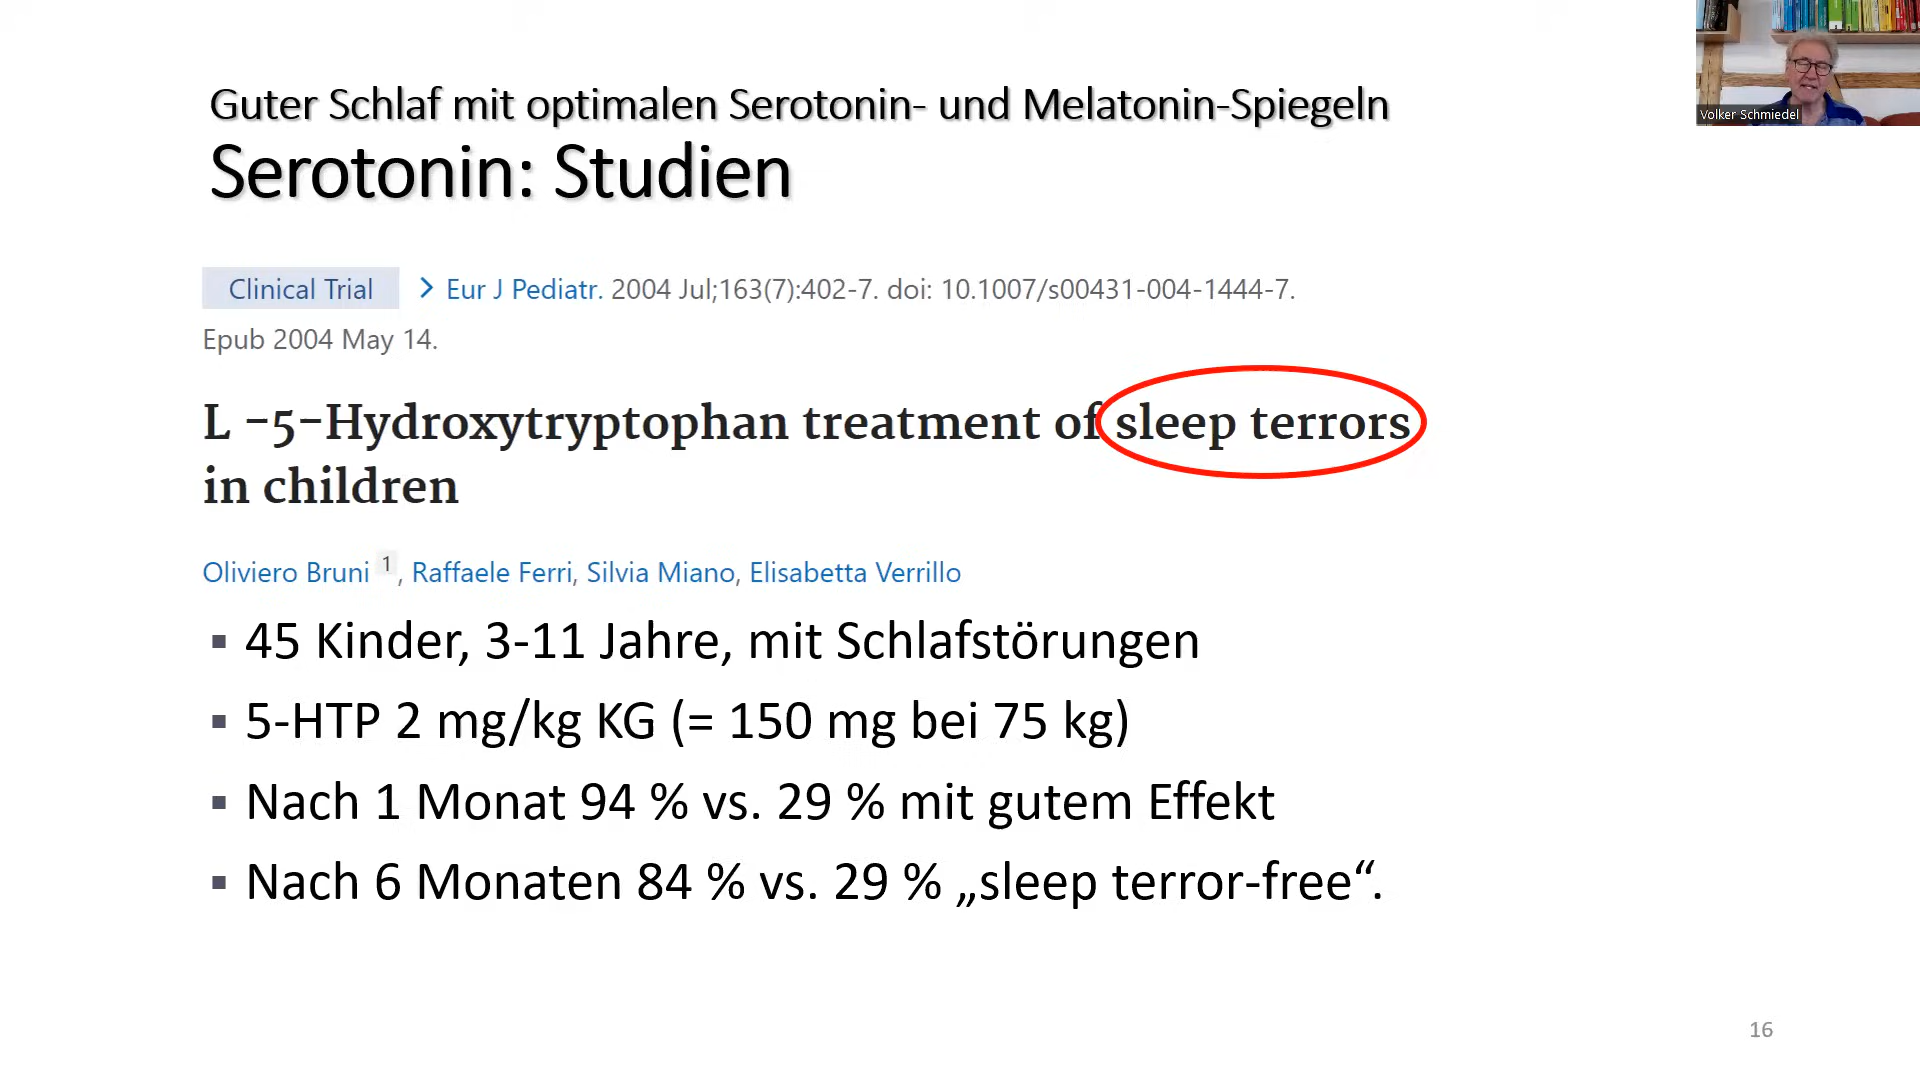 Guter Schlaf mit optimalen Serotonin- und Melatonin-Spiegeln
Serotonin: Studien
Volker Schmiedel
Clinical Trial > Eur J Pediatr. 2004 Jul;163(7):402-7. doi: 10.1007/s00431-004-1444-7.
Epub 2004 May 14.
L -5-Hydroxytryptophan treatment of sleep terrors
in children
Oliviero Bruni 1, Raffaele Ferri, Silvia Miano, Elisabetta Verrillo
▪ 45 Kinder, 3-11 Jahre, mit Schlafstörungen
▪ 5-HTP 2 mg/kg KG (= 150 mg bei 75 kg)
▪ Nach 1 Monat 94 % vs. 29 % mit gutem Effekt
▪ Nach 6 Monaten 84 % vs. 29 % „sleep terror-free“.
16